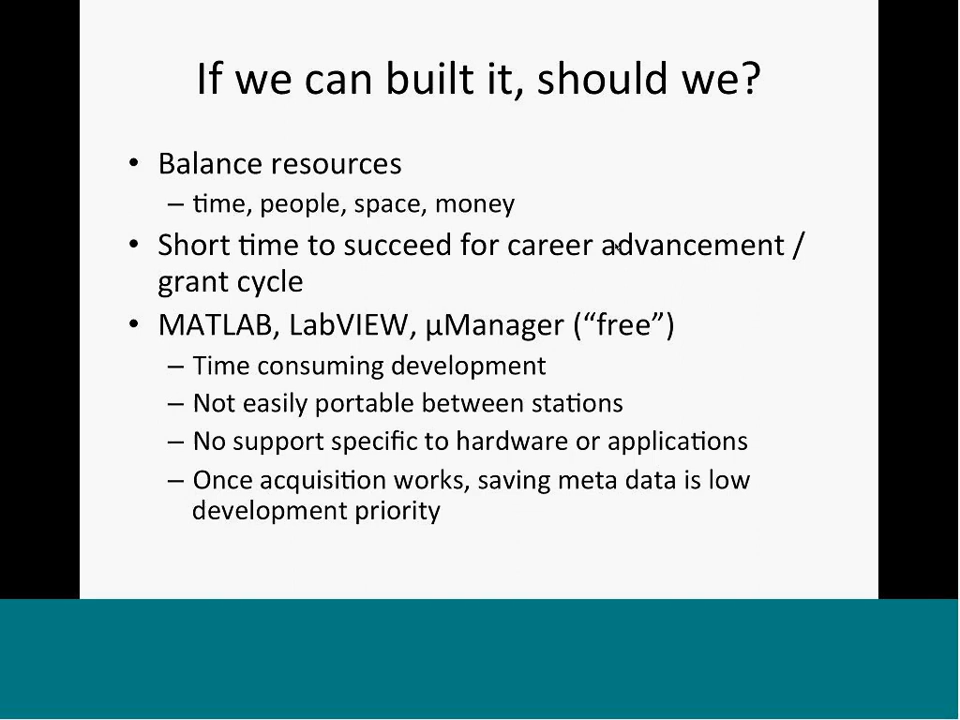 If we can built it, should we?
• Balance resources
– time, people, space, money
• Short time to succeed for career advancement /
grant cycle
• MATLAB, LabVIEW, µManager (“free”)
– Time consuming development
– Not easily portable between stations
– No support specific to hardware or applications
– Once acquisition works, saving meta data is low
development priority